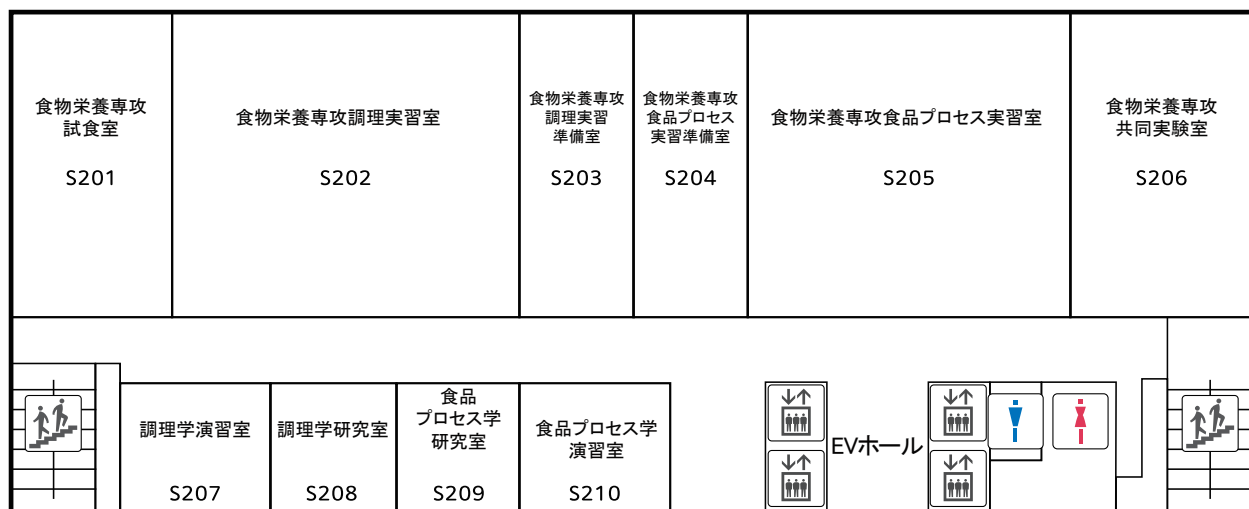 食物栄養専攻
試食室
S201
食物栄養専攻調理実習室
S202
食物栄養専攻
調理実習
準備室
S203
食物栄養専攻
食品プロセス
実習準備室
S204
食物栄養専攻食品プロセス実習室
S205
食物栄養専攻
共同実験室
S206
調理学演習室
S207
調理学研究室
S208
食品
プロセス学
研究室
S209
食品プロセス学
演習室
S210
EVホール